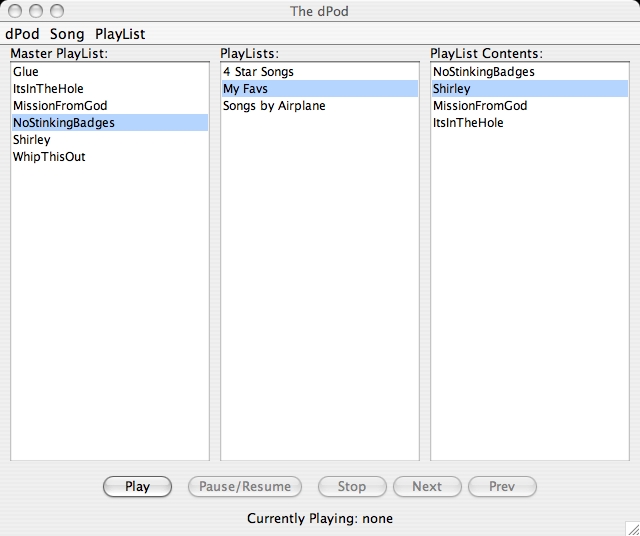 The dPod
dPod Song PlayList
Master PlayList:
Glue
ItsInTheHole
MissionFromGod
NoStinkingBadges
Shirley
WhipThisOut
PlayLists:
4 Star Songs
My Favs
Songs by Airplane
PlayList Contents:
NoStinkingBadges
Shirley
MissionFromGod
ItsInTheHole
Play Pause/Resume Stop Next Prev
Currently Playing: none